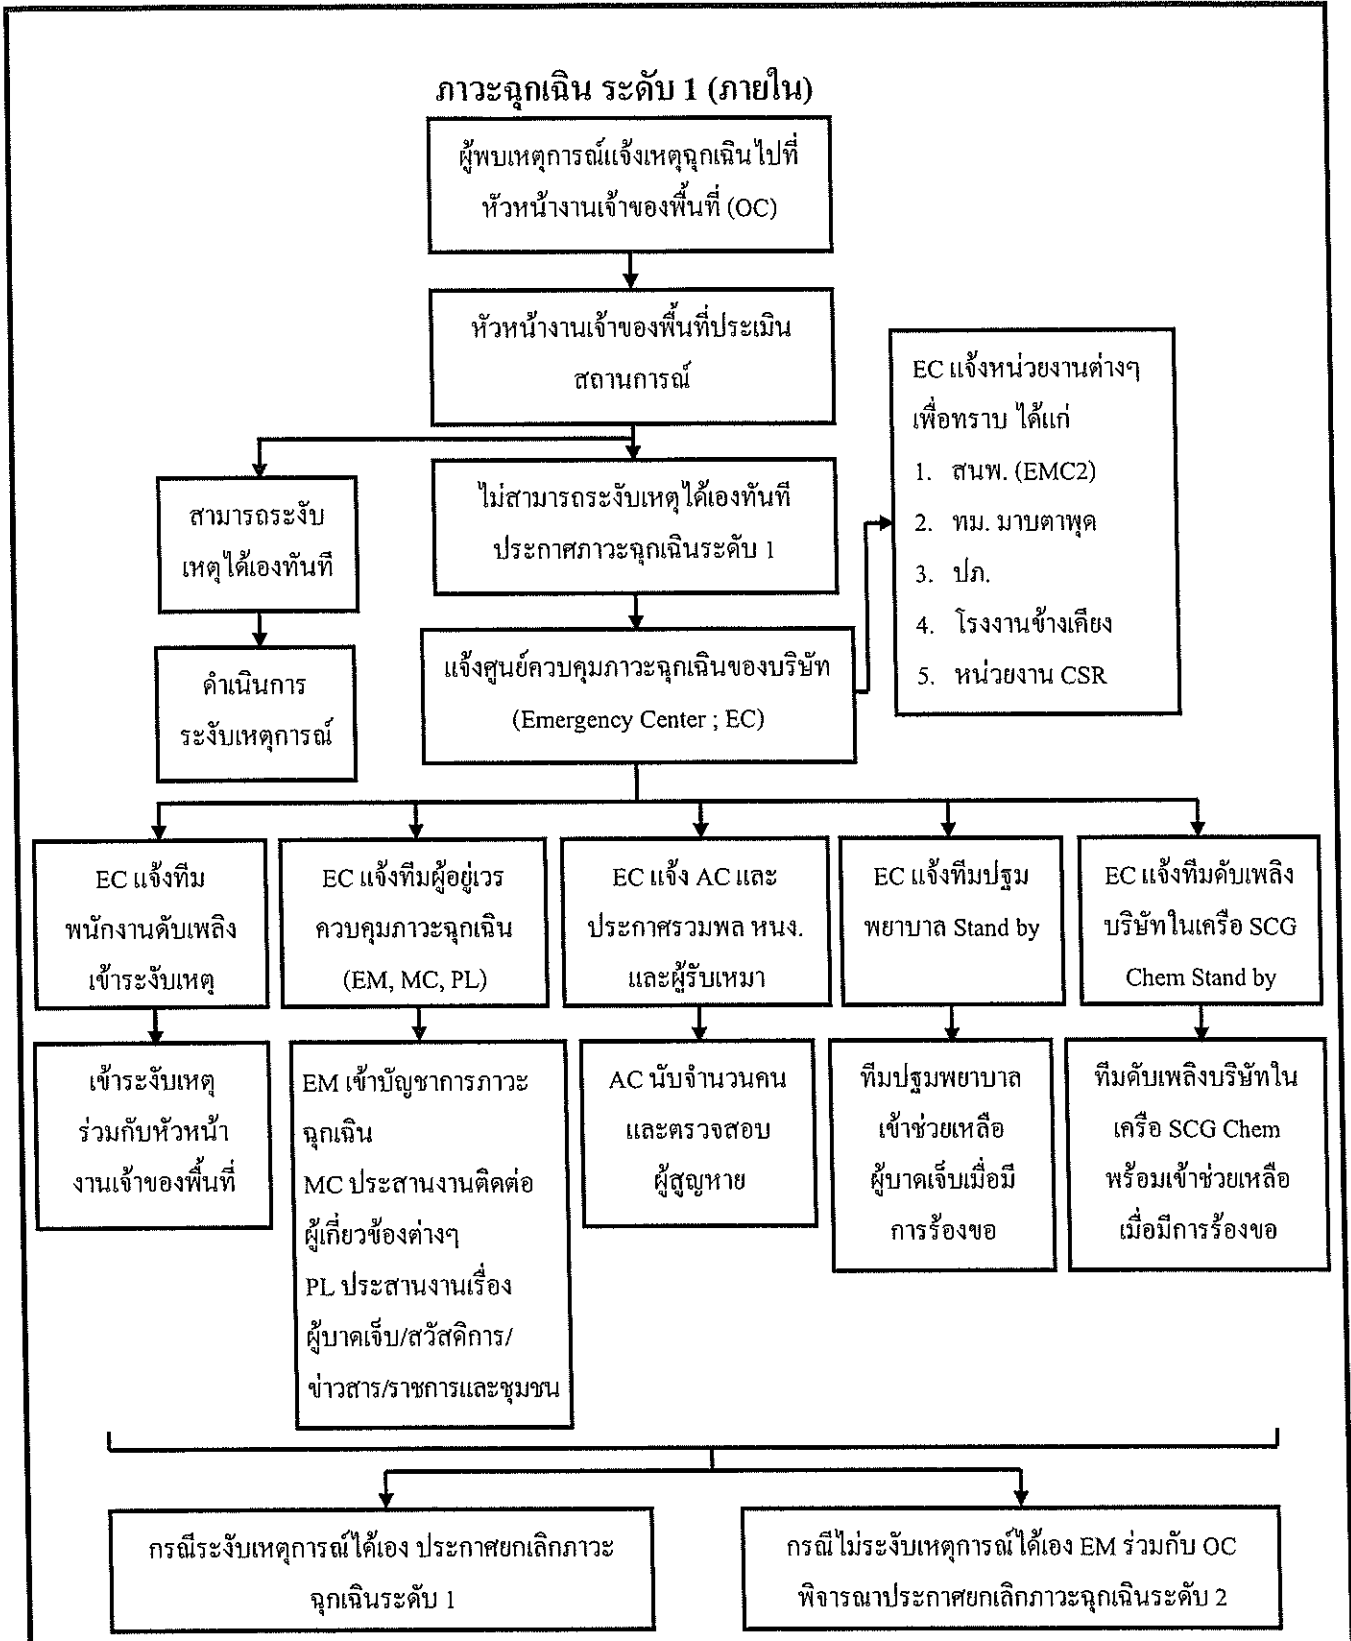 ภาวะฉุกเฉิน ระดับ 1 (ภายใน)
ผู้พบเหตุการณ์แจ้งเหตุฉุกเฉินไปที่
หัวหน้างานเจ้าของพื้นที่ (OC)
หัวหน้างานเจ้าของพื้นที่ประเมิน
สถานการณ์
EC แจ้งหน่วยงานต่างๆ
เพื่อทราบ ได้แก่
1. สนพ. (EMC2)
2. ทม. มาบตาพุด
3. ปภ.
4. โรงงานข้างเคียง
5. หน่วยงาน CSR
สามารถระงับ
เหตุได้เองทันที
ไม่สามารถระงับเหตุได้เองทันที
ประกาศภาวะฉุกเฉินระดับ 1
ดำเนินการ
ระงับเหตุการณ์
แจ้งศูนย์ควบคุมภาวะฉุกเฉินของบริษัท
(Emergency Center ; EC)
EC แจ้งทีม
พนักงานดับเพลิง
เข้าระงับเหตุ
EC แจ้งทีมผู้อยู่เวร
ควบคุมภาวะฉุกเฉิน
(EM, MC, PL)
EC แจ้ง AC และ
ประกาศรวมพล หนง.
และผู้รับเหมา
EC แจ้งทีมปฐม
พยาบาล Stand by
EC แจ้งทีมดับเพลิง
บริษัทในเครือ SCG
Chem Stand by
เข้าระงับเหตุ
ร่วมกับหัวหน้า
งานเจ้าของพื้นที่
EM เข้าบัญชาการภาวะ
ฉุกเฉิน
MC ประสานงานติดต่อ
ผู้เกี่ยวข้องต่างๆ
PL ประสานงานเรื่อง
ผู้บาดเจ็บ/สวัสดิการ/
ข่าวสาร/ราชการและชุมชน
AC นับจำนวนคน
และตรวจสอบ
ผู้สูญหาย
ทีมปฐมพยาบาล
เข้าช่วยเหลือ
ผู้บาดเจ็บเมื่อมี
การร้องขอ
ทีมดับเพลิงบริษัทใน
เครือ SCG Chem
พร้อมเข้าช่วยเหลือ
เมื่อมีการร้องขอ
กรณีระงับเหตุการณ์ได้เอง ประกาศยกเลิกภาวะ
ฉุกเฉินระดับ 1
กรณีไม่ระงับเหตุการณ์ได้เอง EM ร่วมกับ OC
พิจารณาประกาศยกเลิกภาวะฉุกเฉินระดับ 2